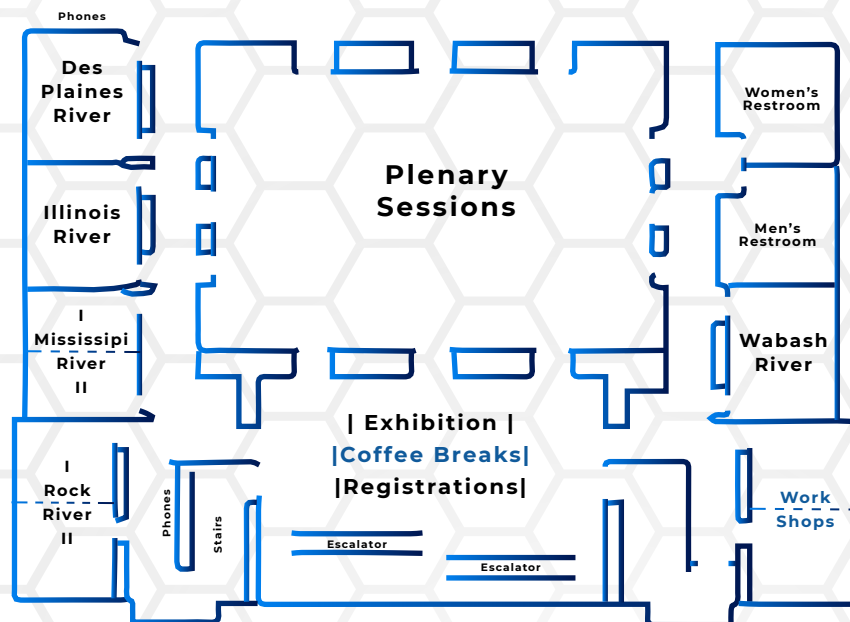 Phones
Des
Plaines
River
Women's
Restroom
Plenary
Sessions
Illinois
River
Men's
Restroom
I
Mississipi
River
II
Wabash
River
| Exhibition |
|Coffee Breaks|
|Registrations|
I
Rock
River
II
Phones
Stairs
Escalator
Escalator
Work
Shops